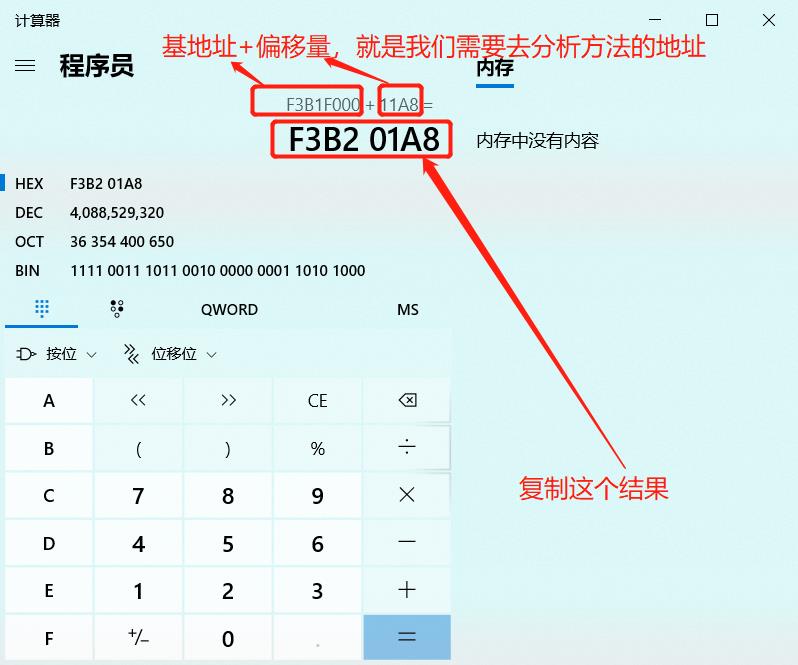 计算器
基地址+偏移量，就是我们需要去分析方法的地址
程序员
内存
F3B1F000 + 11A8 =
F3B2 01A8
内存中没有内容
HEX F3B2 01A8
DEC 4,088,529,320
OCT 36 354 400 650
BIN 1111 0011 1011 0010 0000 0001 1010 1000
QWORD MS
按位 位移位
A << >> CE
B ( ) % ÷
C 7 8 9 ×
复制这个结果
D 4 5 6 −
E 1 2 3 +
F +/− 0 . =